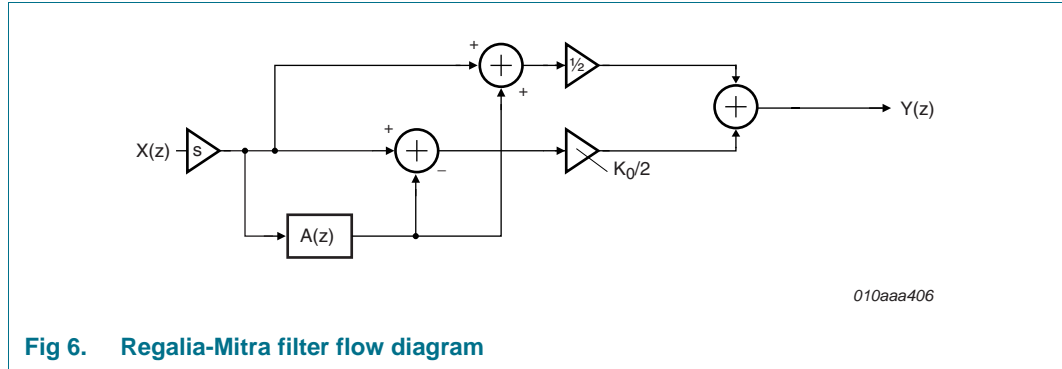 +
+
½
X(z)
s
+
−
K0/2
Y(z)
A(z)
010aaa406
Fig 6. Regalia-Mitra filter flow diagram